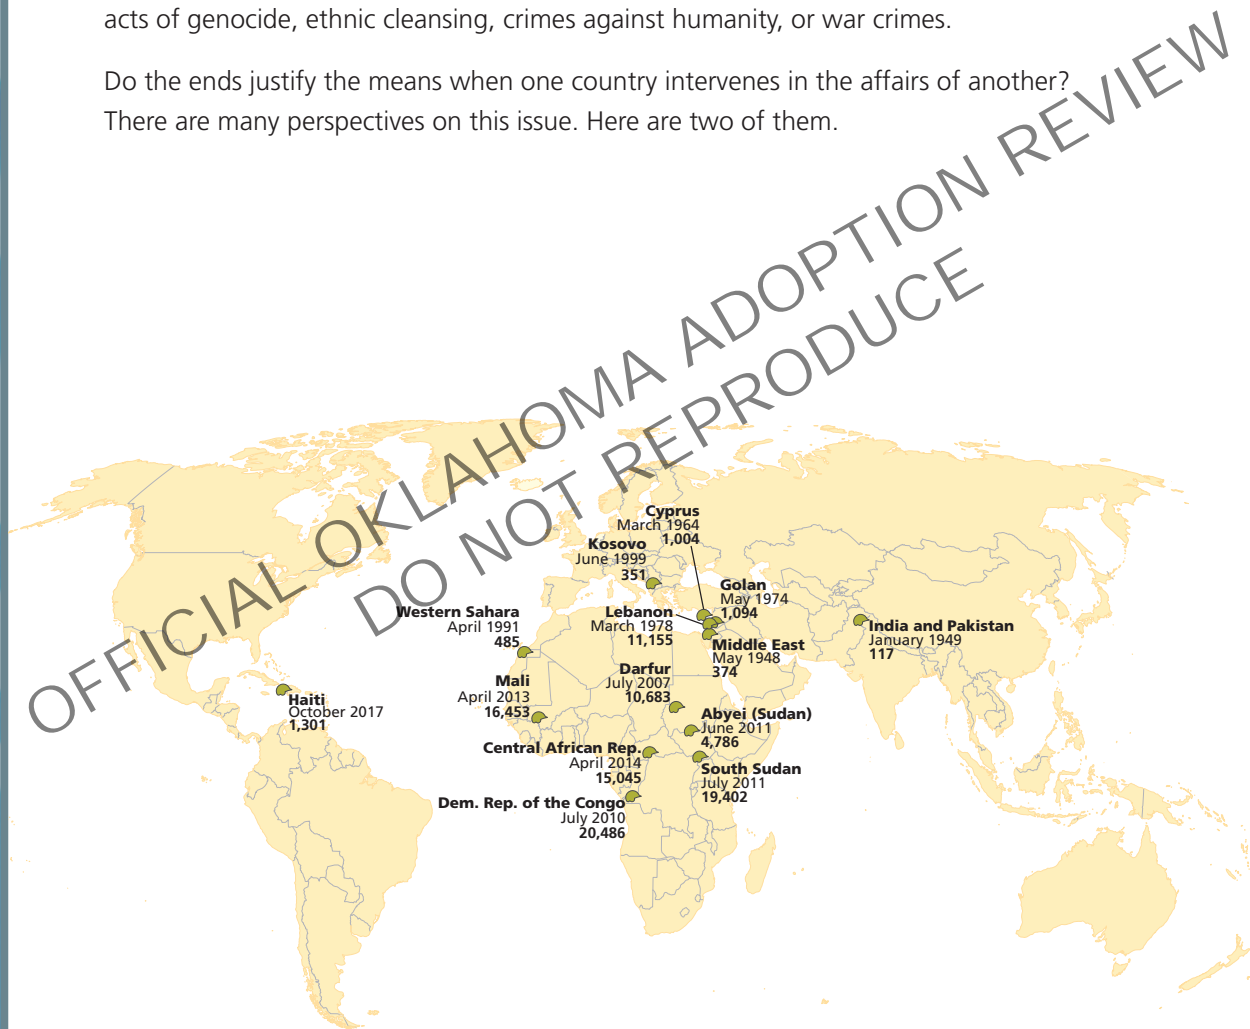 acts of genocide, ethnic cleansing, crimes against humanity, or war crimes.
Do the ends justify the means when one country intervenes in the affairs of another?
There are many perspectives on this issue. Here are two of them.
OFFICIAL OKLAHOMA ADOPTION REVIEW
DO NOT REPRODUCE
Cyprus
March 1964
1,004
Kosovo
June 1999
351
Golan
May 1974
1,094
Western Sahara
April 1991
485
Lebanon
March 1978
11,155
India and Pakistan
January 1949
117
Middle East
May 1948
374
Darfur
July 2007
10,683
Mali
April 2013
16,453
Haiti
October 2017
1,301
Abyei (Sudan)
June 2011
4,786
Central African Rep.
April 2014
15,045
South Sudan
July 2011
19,402
Dem. Rep. of the Congo
July 2010
20,486